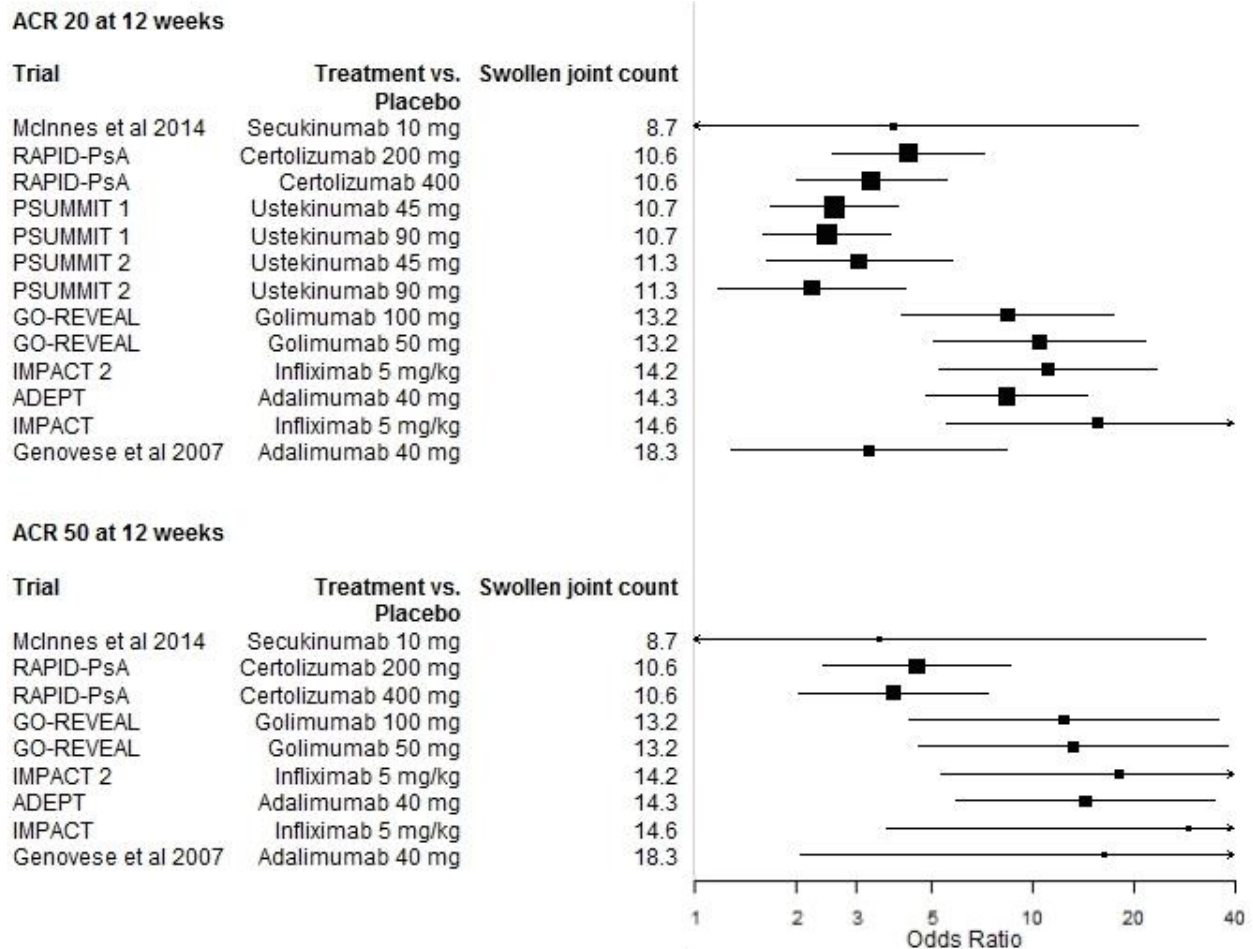 ACR 20 at 12 weeks
Trial Treatment vs. Swollen joint count
Placebo
McInnes et al 2014 Secukinumab 10 mg 8.7
RAPID-PsA Certolizumab 200 mg 10.6
RAPID-PsA Certolizumab 400 10.6
PSUMMIT 1 Ustekinumab 45 mg 10.7
PSUMMIT 1 Ustekinumab 90 mg 10.7
PSUMMIT 2 Ustekinumab 45 mg 11.3
PSUMMIT 2 Ustekinumab 90 mg 11.3
GO-REVEAL Golimumab 100 mg 13.2
GO-REVEAL Golimumab 50 mg 13.2
IMPACT 2 Infliximab 5 mg/kg 14.2
ADEPT Adalimumab 40 mg 14.3
IMPACT Infliximab 5 mg/kg 14.6
Genovese et al 2007 Adalimumab 40 mg 18.3
ACR 50 at 12 weeks
Trial Treatment vs. Swollen joint count
Placebo
McInnes et al 2014 Secukinumab 10 mg 8.7
RAPID-PsA Certolizumab 200 mg 10.6
RAPID-PsA Certolizumab 400 mg 10.6
GO-REVEAL Golimumab 100 mg 13.2
GO-REVEAL Golimumab 50 mg 13.2
IMPACT 2 Infliximab 5 mg/kg 14.2
ADEPT Adalimumab 40 mg 14.3
IMPACT Infliximab 5 mg/kg 14.6
Genovese et al 2007 Adalimumab 40 mg 18.3
1 2 3 5 10 20 40
Odds Ratio